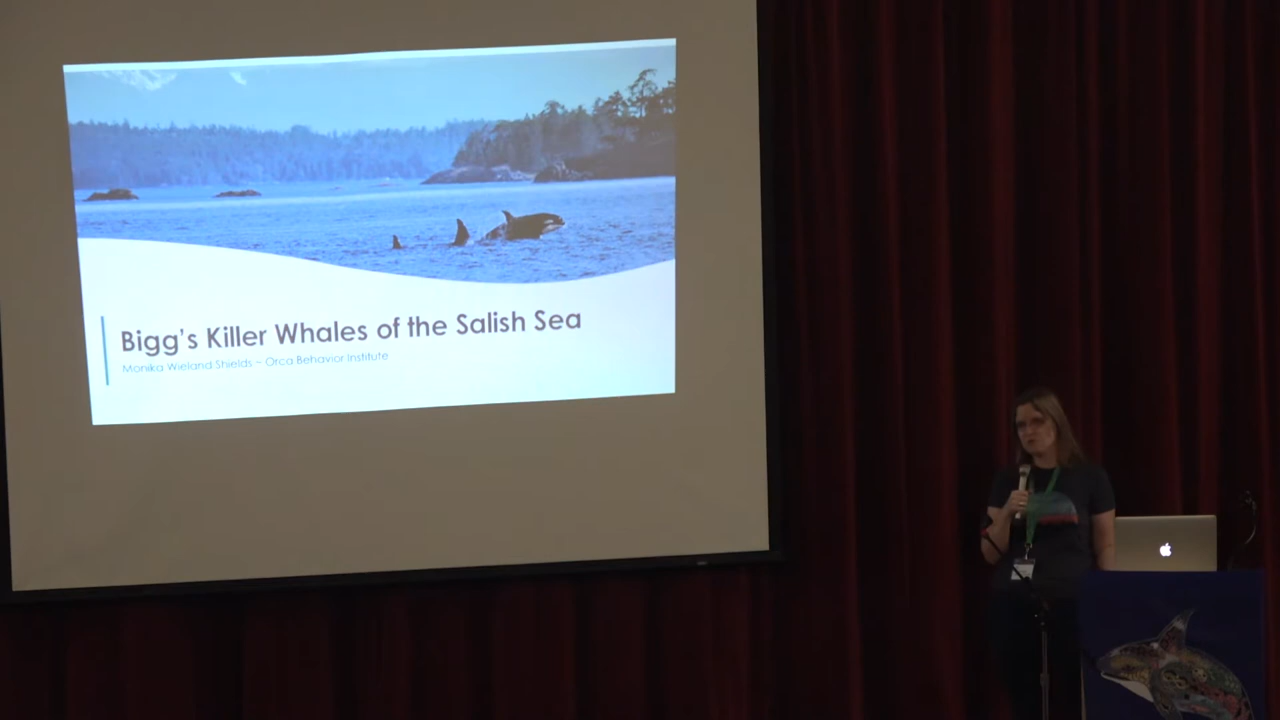 Bigg's Killer Whales of the Salish Sea
Monika Wieland Shields ~ Orca Behavior Institute